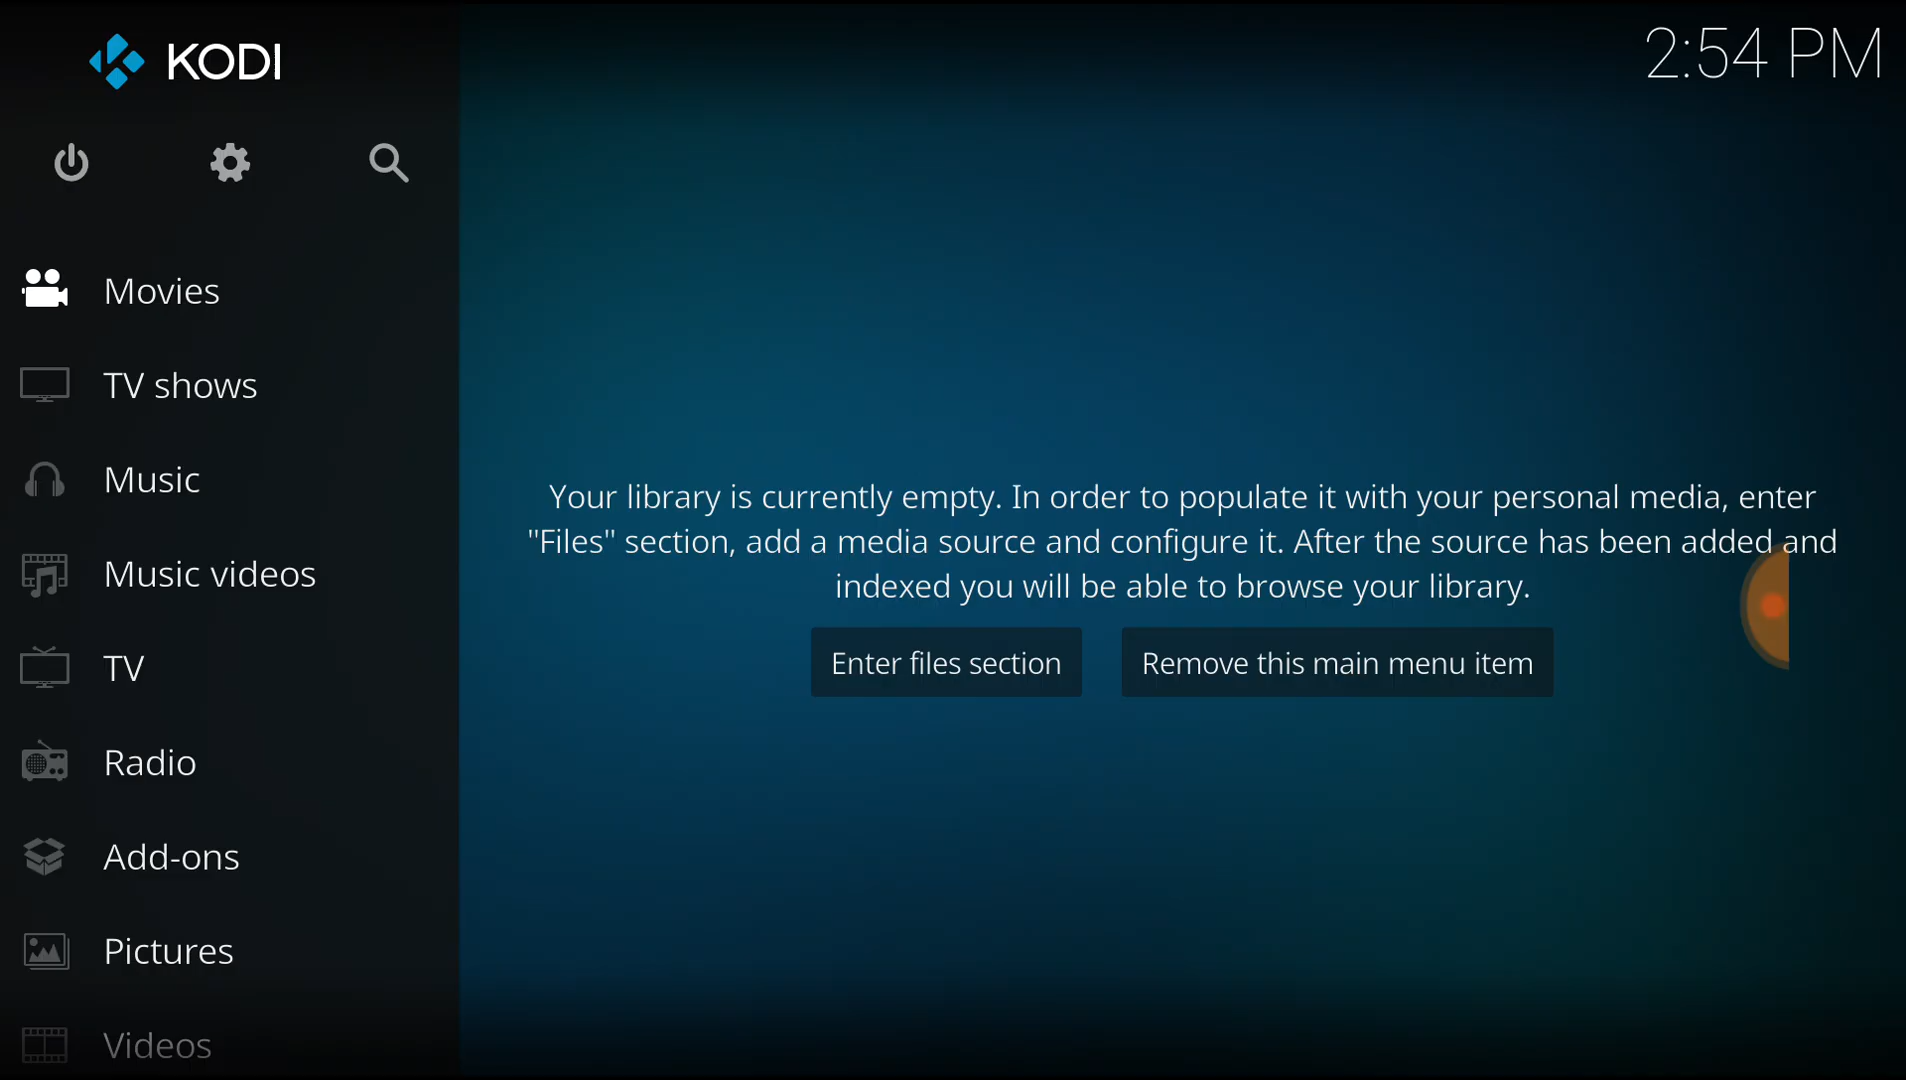 KODI
2:54 PM
Movies
TV shows
Music
Music videos
TV
Radio
Add-ons
Pictures
Videos
Your library is currently empty. In order to populate it with your personal media, enter
"Files" section, add a media source and configure it. After the source has been added and
indexed you will be able to browse your library.
Enter files section
Remove this main menu item